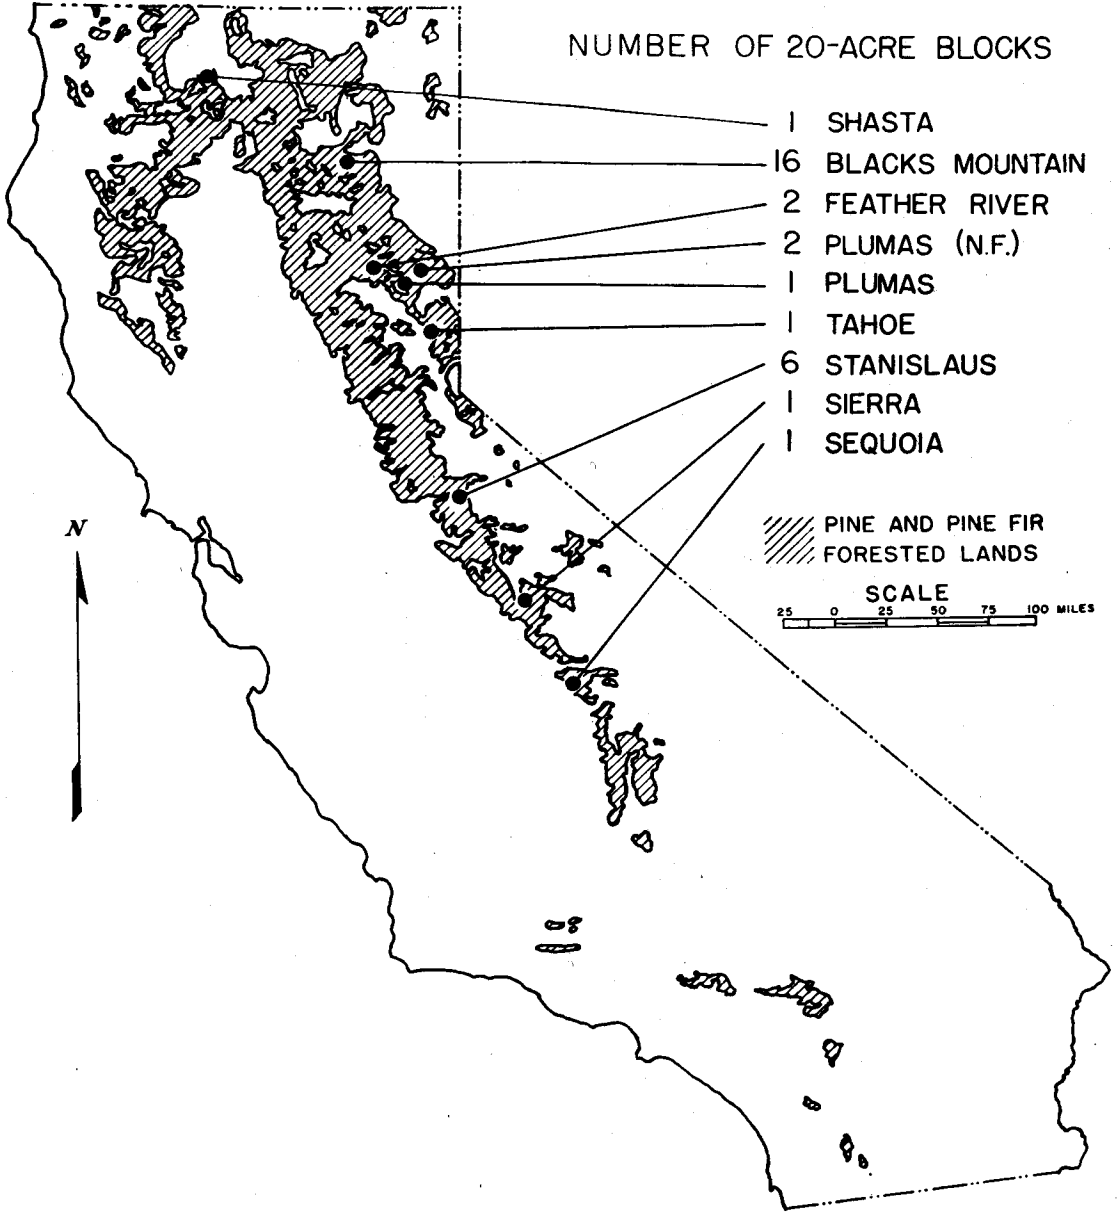 NUMBER OF 20-ACRE BLOCKS
1 SHASTA
16 BLACKS MOUNTAIN
2 FEATHER RIVER
2 PLUMAS (N.F.)
1 PLUMAS
1 TAHOE
6 STANISLAUS
1 SIERRA
1 SEQUOIA
N
PINE AND PINE FIR
FORESTED LANDS
SCALE
25 0 25 50 75 100 MILES